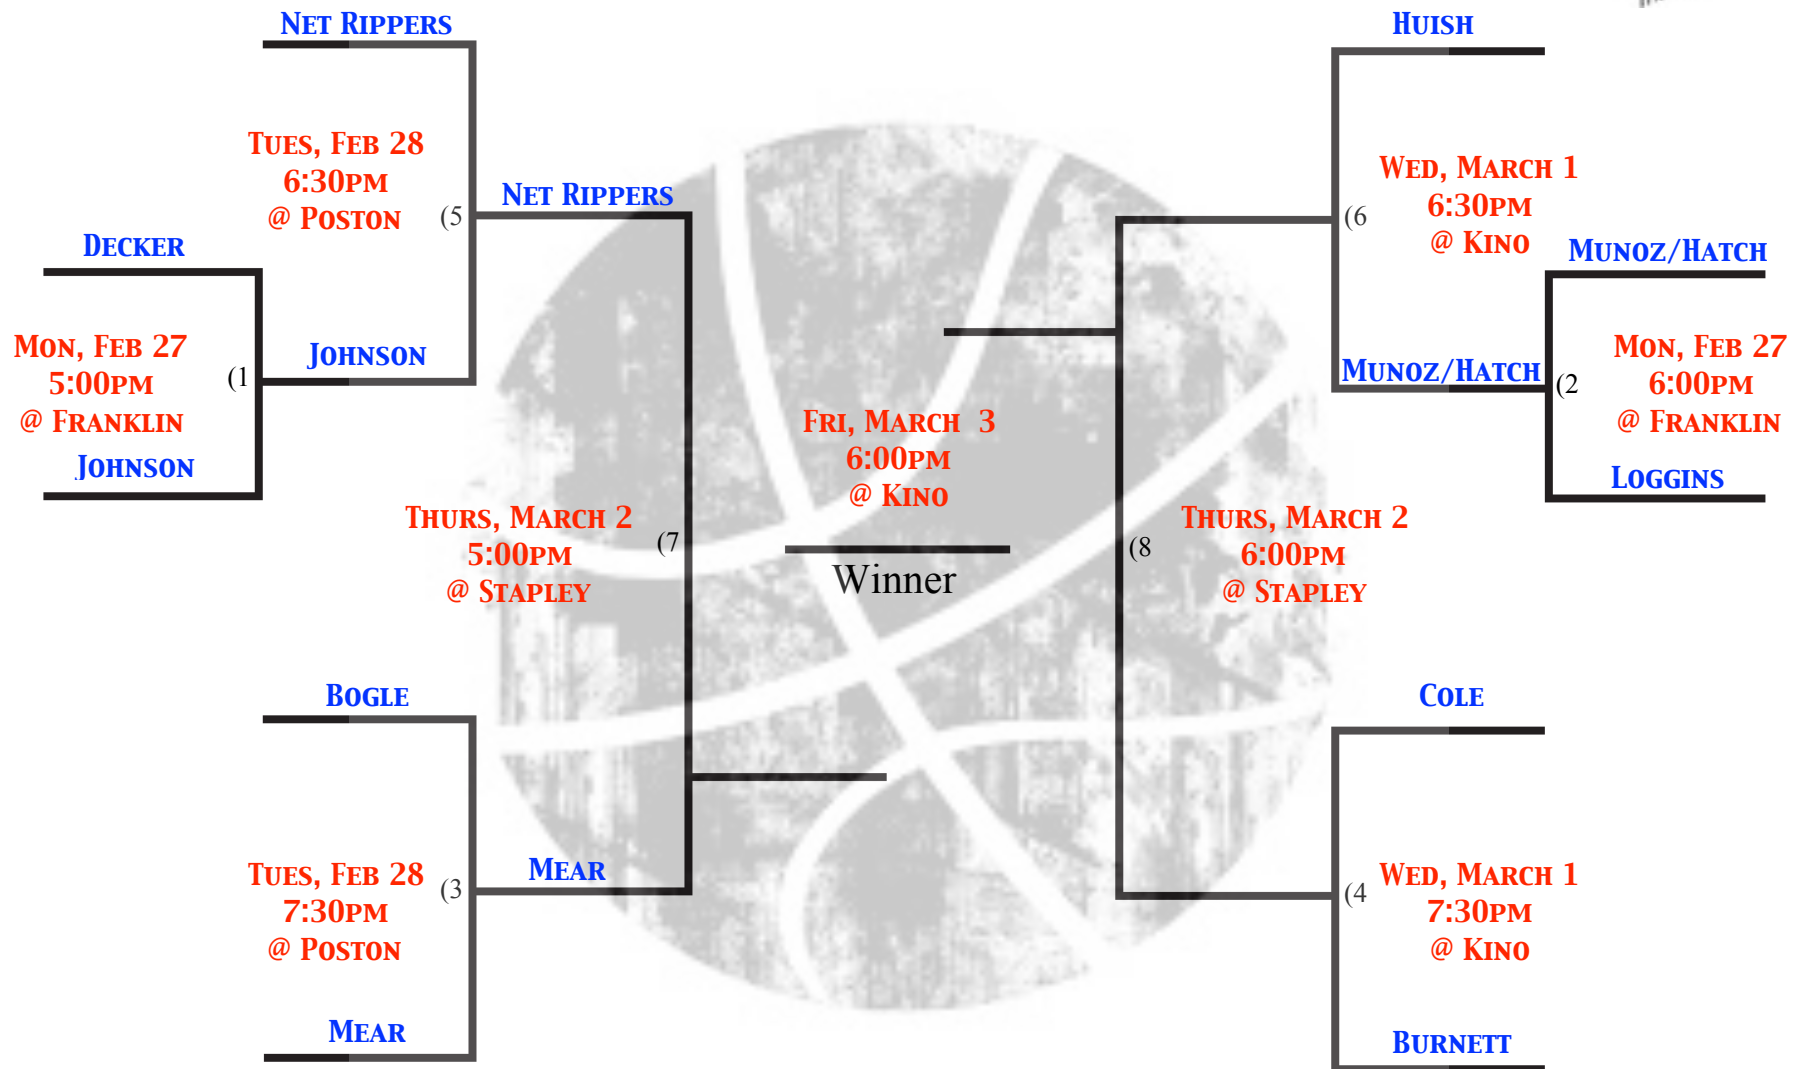 Net Rippers
Tues, Feb 28
6:30pm
@ Poston
(5
Net Rippers
Decker
Mon, Feb 27
5:00pm
@ Franklin
(1
Johnson
Johnson
Thurs, March 2
5:00pm
@ Stapley
(7
Bogle
Tues, Feb 28
7:30pm
@ Poston
(3
Mear
Mear
Fri, March 3
6:00pm
@ Kino
Winner
Huish
Wed, March 1
6:30pm
@ Kino
(6
Munoz/Hatch
Munoz/Hatch
(2
Mon, Feb 27
6:00pm
@ Franklin
Loggins
Thurs, March 2
6:00pm
@ Stapley
(8
Cole
Wed, March 1
7:30pm
@ Kino
(4
Burnett